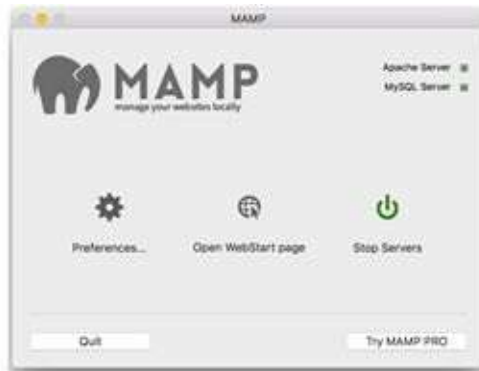 MAMP
MAMP
manage your websites locally
Apache Server
MySQL Server
Preferences...
Open WebStart page
Stop Servers
Quit
Try MAMP PRO